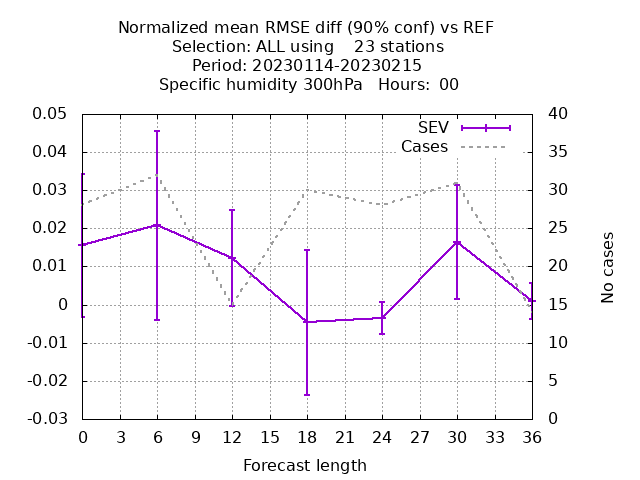 Normalized mean RMSE diff (90% conf) vs REF
Selection: ALL using    23 stations
Period: 20230114-20230215
Specific humidity 300hPa   Hours:  00
0.05
0.04
0.03
0.02
0.01
0
-0.01
-0.02
-0.03
SEV
Cases
40
35
30
25
20
15
10
5
0
No cases
0 3 6 9 12 15 18 21 24 27 30 33 36
Forecast length